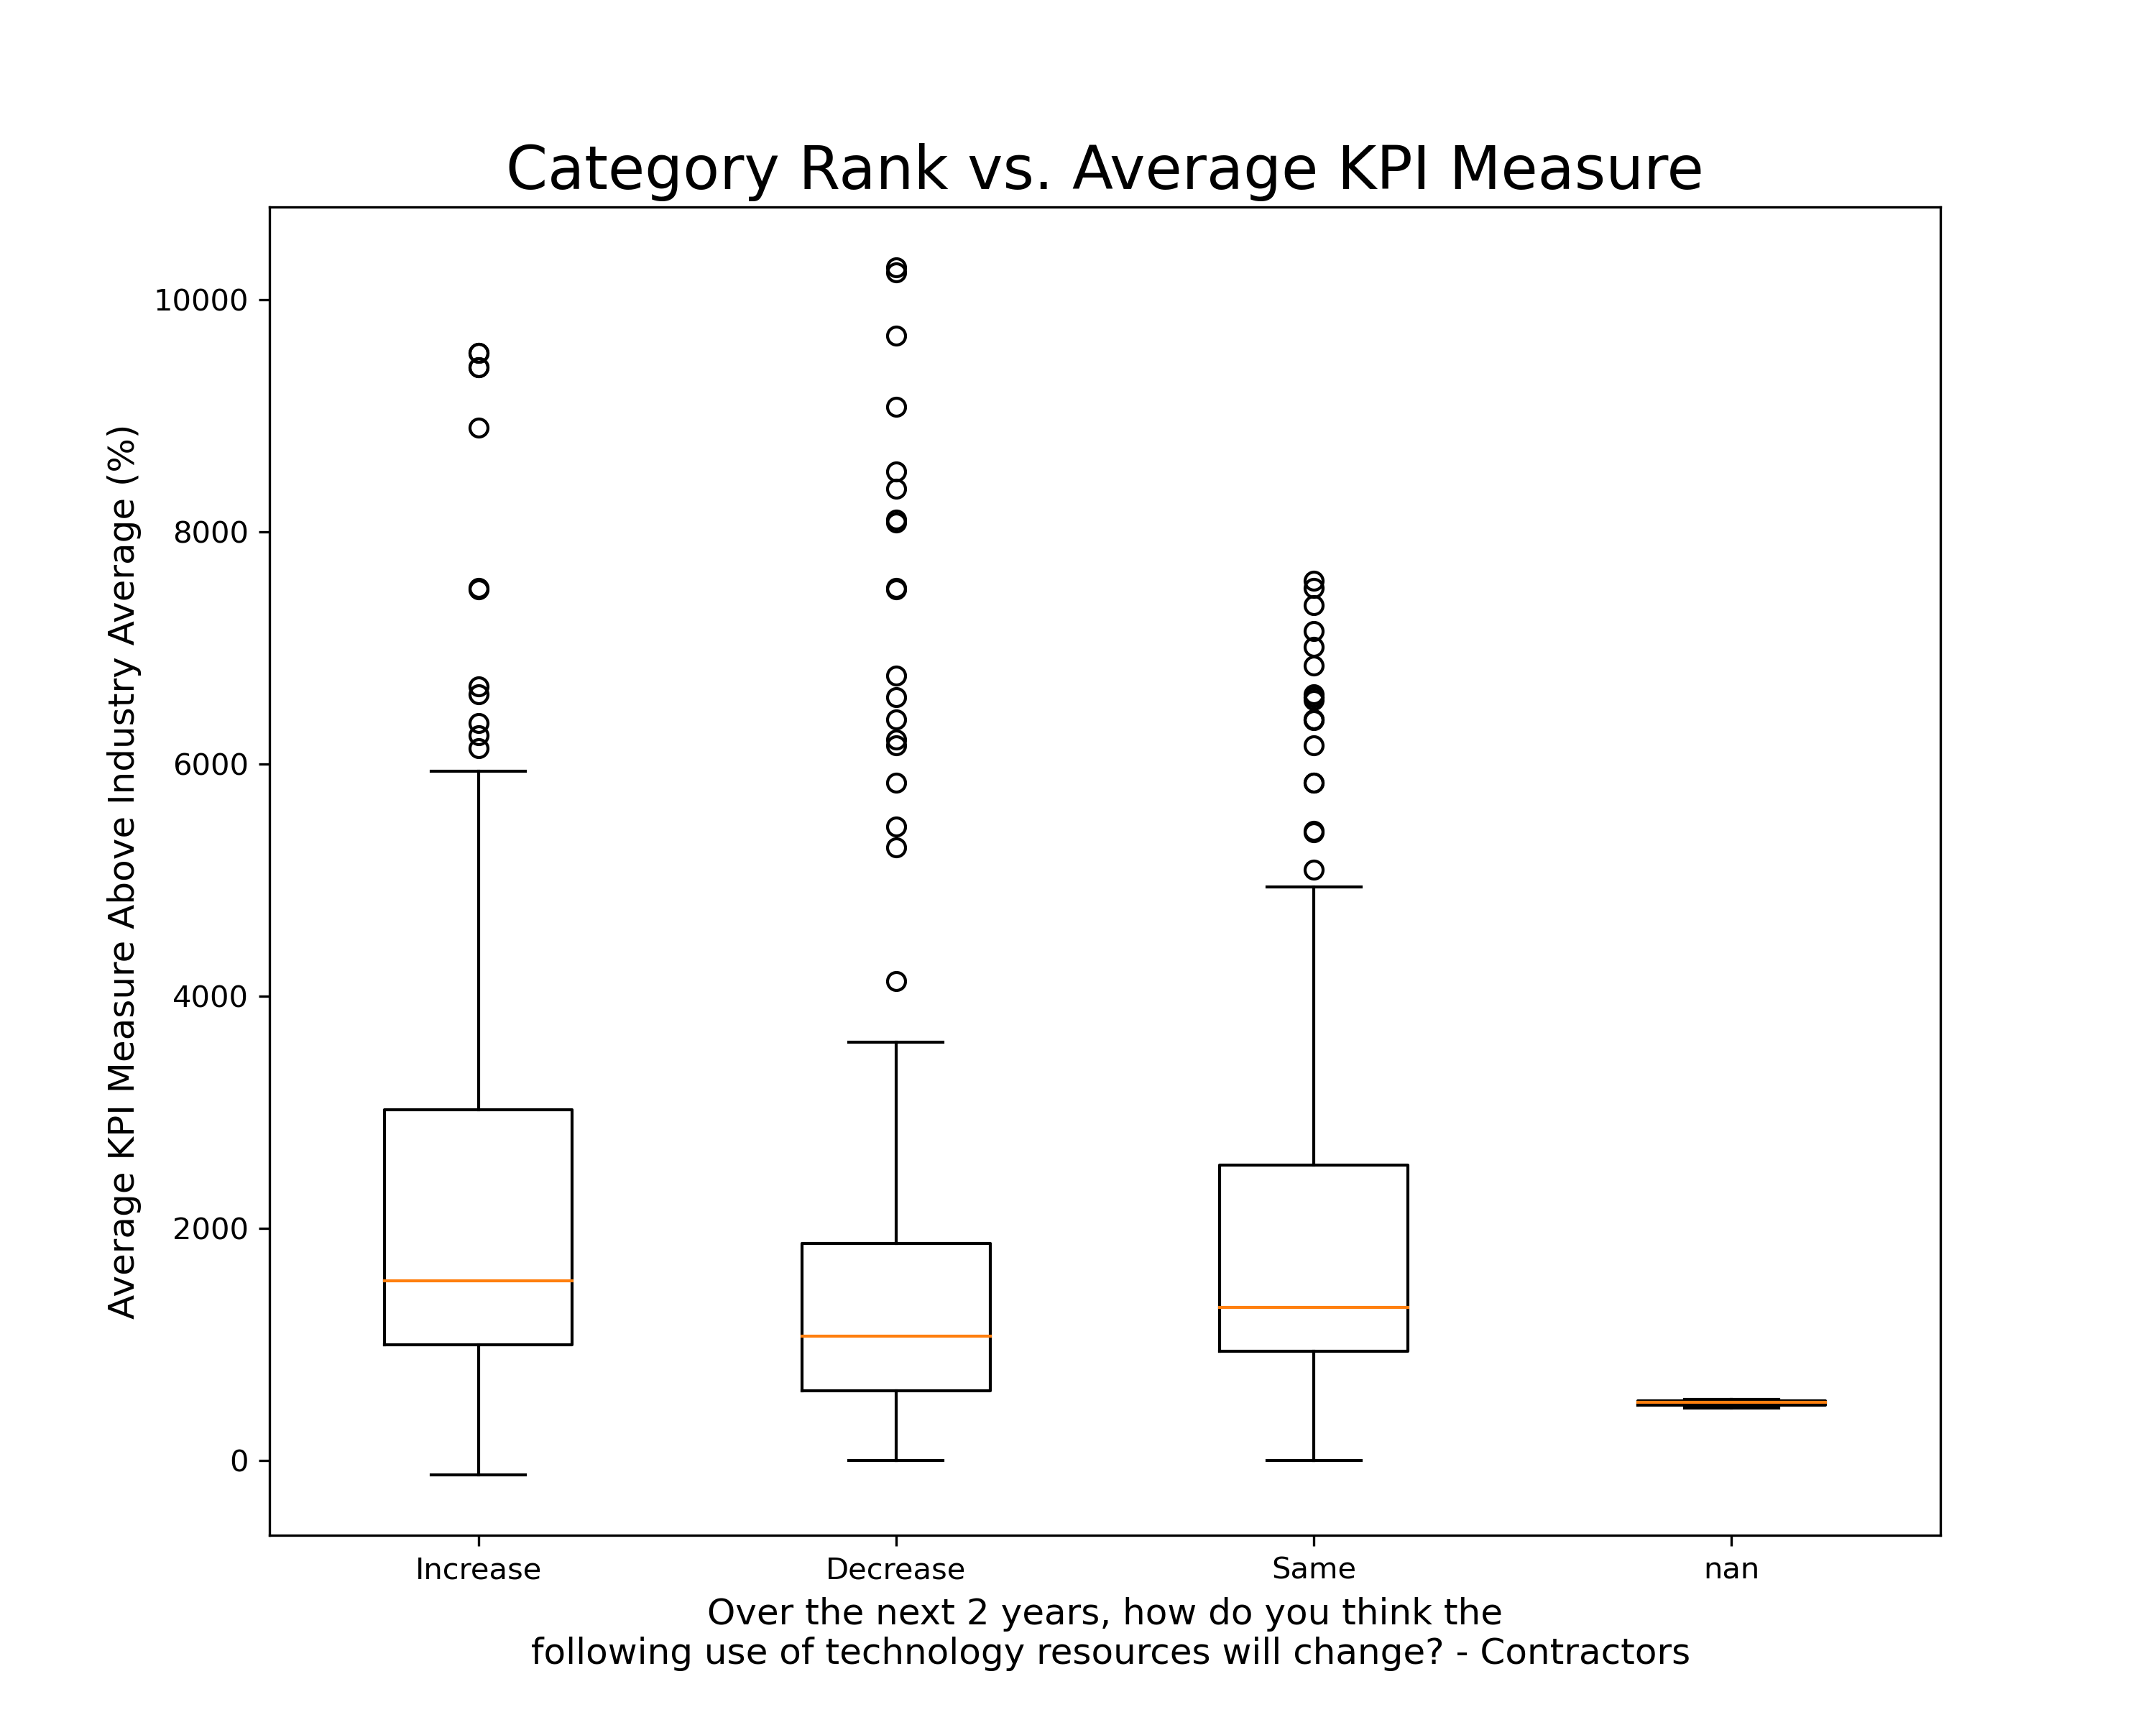 Category Rank vs. Average KPI Measure
Average KPI Measure Above Industry Average (%)
10000
8000
6000
4000
2000
0
Increase
Decrease
Same
nan
Over the next 2 years, how do you think the
following use of technology resources will change? - Contractors